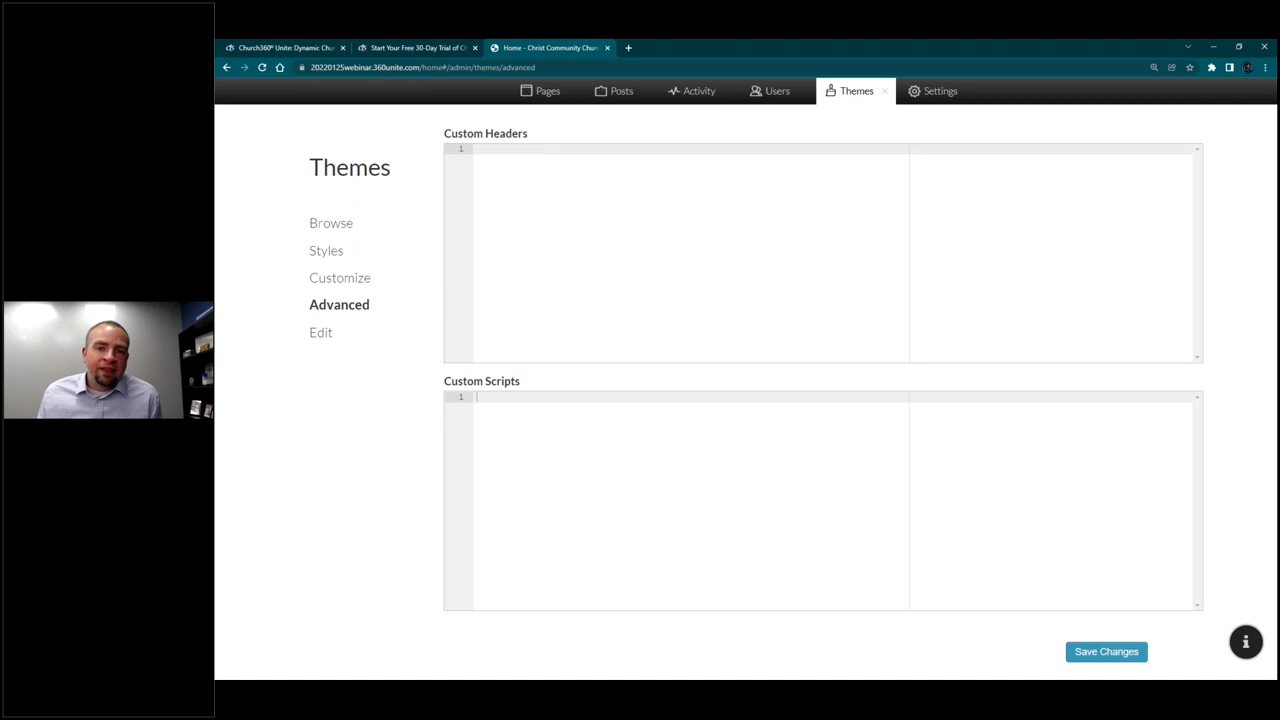 Church360° Unite: Dynamic Chu
Start Your Free 30-Day Trial of Ch
Home - Christ Community Churc
20220125webinar.360unite.com/home#/admin/themes/advanced
Pages
Posts
Activity
Users
Themes
Settings
Custom Headers
1
Themes
Browse
Styles
Customize
Advanced
Edit
Custom Scripts
1
Save Changes